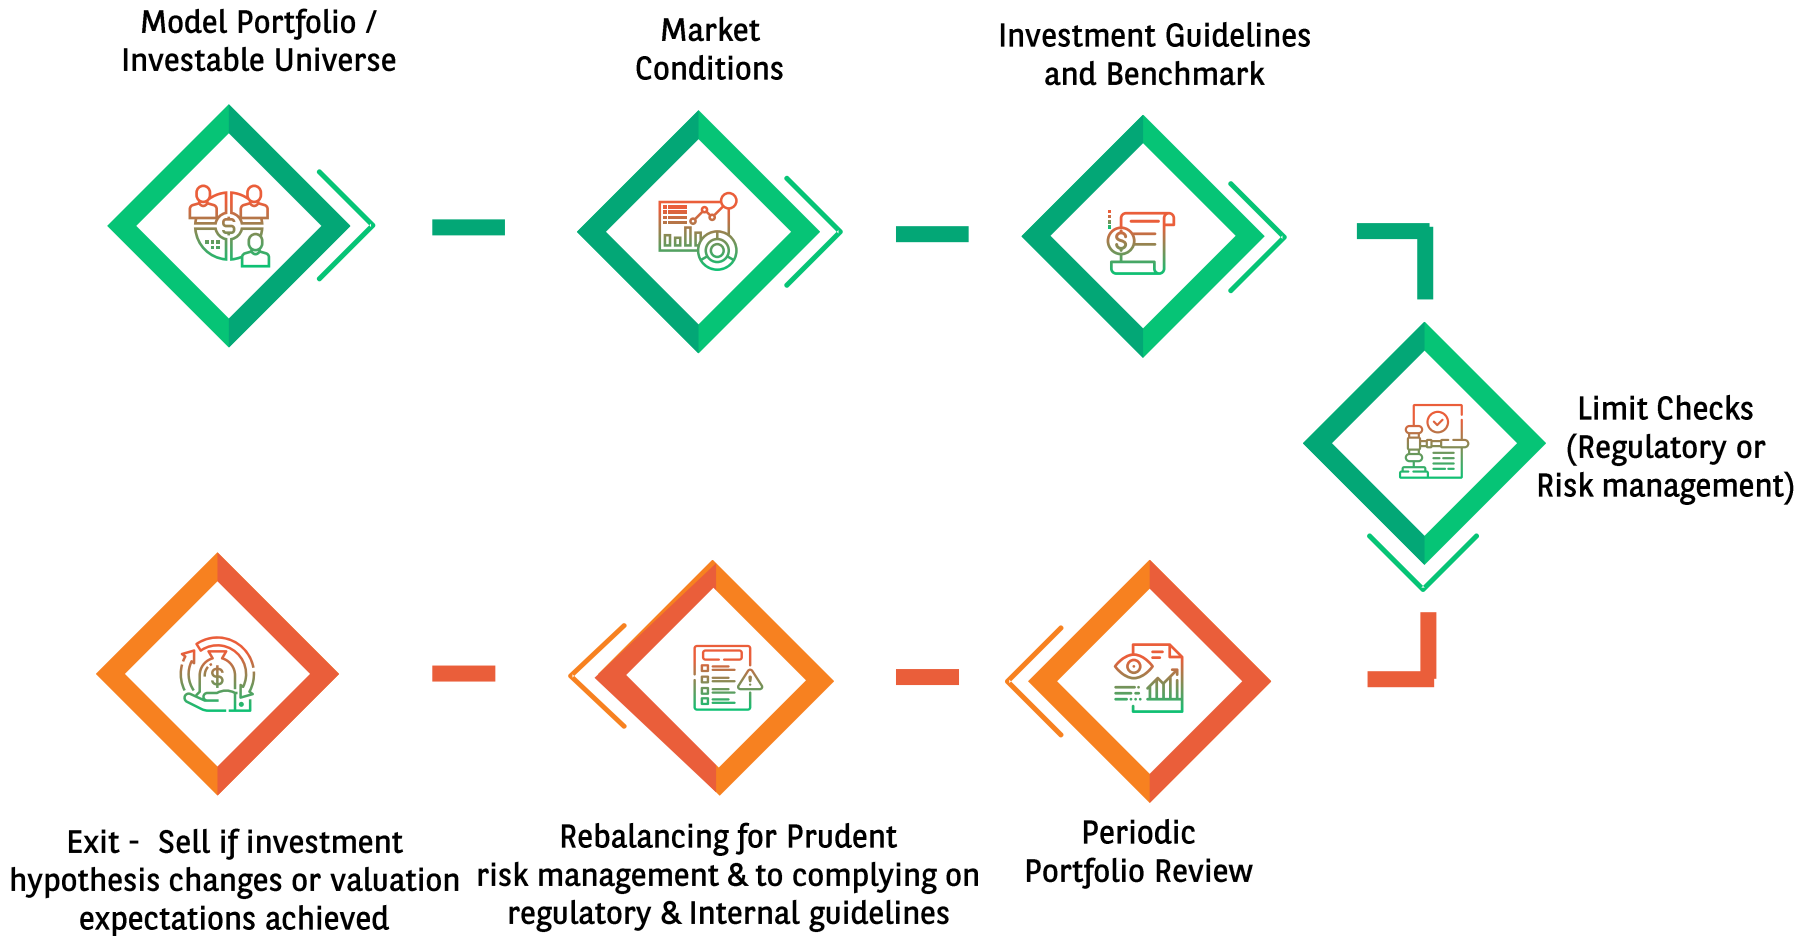 Model Portfolio /
Investable Universe
Market
Conditions
Investment Guidelines
and Benchmark
Limit Checks
(Regulatory or
Risk management)
Periodic
Portfolio Review
Rebalancing for Prudent
risk management & to complying on
regulatory & Internal guidelines
Exit -  Sell if investment
hypothesis changes or valuation
expectations achieved